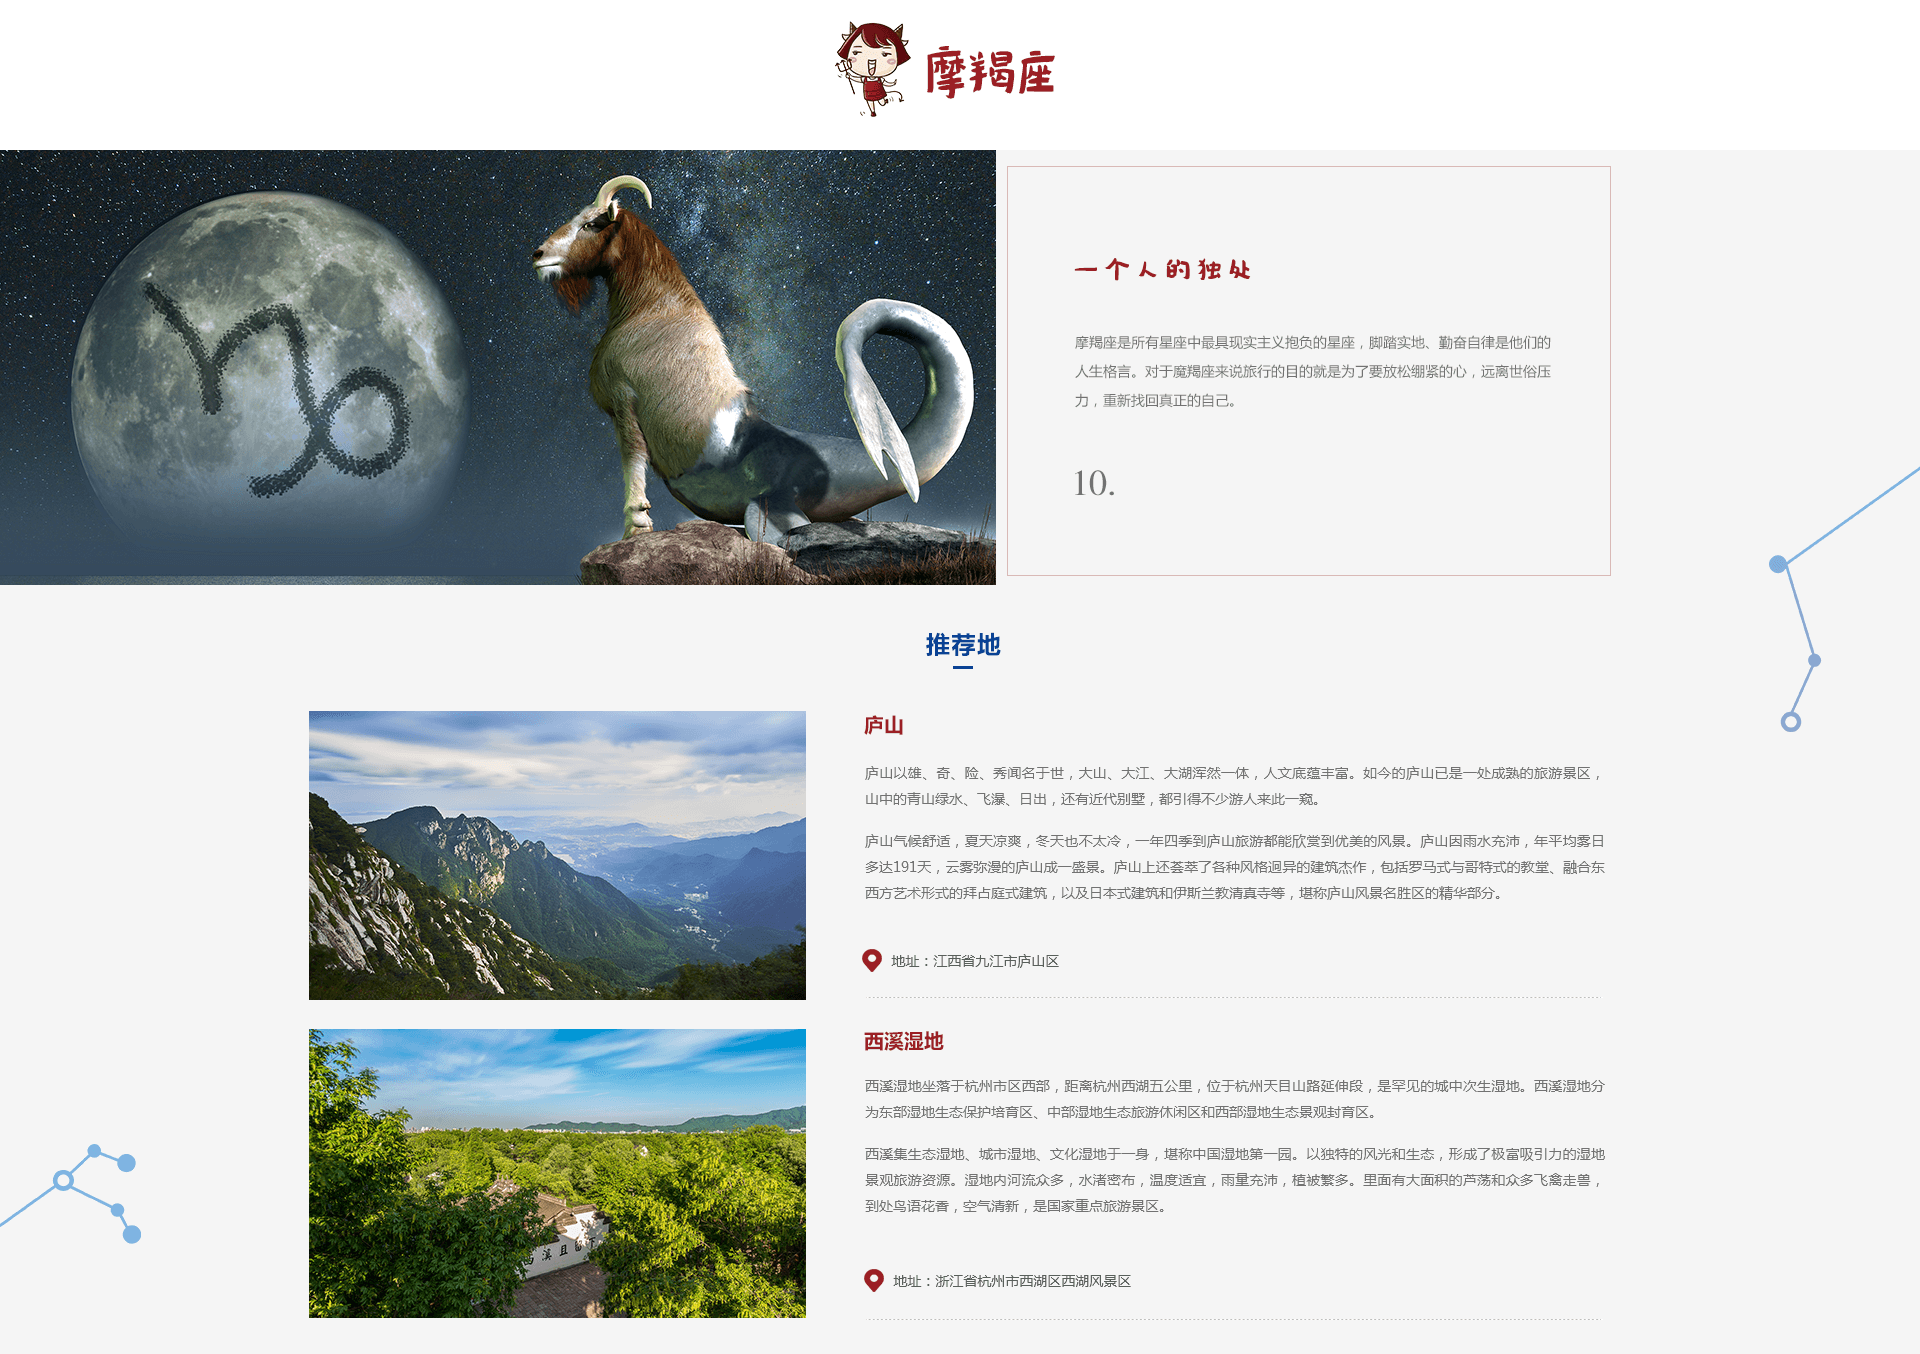 摩羯座
一个人的独处
摩羯座是所有星座中最具现实主义抱负的星座，脚踏实地、勤奋自律是他们的
人生格言。对于魔羯座来说旅行的目的就是为了要放松绷紧的心，远离世俗压
力，重新找回真正的自己。
10.
推荐地
庐山
庐山以雄、奇、险、秀闻名于世，大山、大江、大湖浑然一体，人文底蕴丰富。如今的庐山已是一处成熟的旅游景区，
山中的青山绿水、飞瀑、日出，还有近代别墅，都引得不少游人来此一窥。
庐山气候舒适，夏天凉爽，冬天也不太冷，一年四季到庐山旅游都能欣赏到优美的风景。庐山因雨水充沛，年平均雾日
多达191天，云雾弥漫的庐山成一盛景。庐山上还荟萃了各种风格迥异的建筑杰作，包括罗马式与哥特式的教堂、融合东
西方艺术形式的拜占庭式建筑，以及日本式建筑和伊斯兰教清真寺等，堪称庐山风景名胜区的精华部分。
地址：江西省九江市庐山区
西溪湿地
西溪湿地坐落于杭州市区西部，距离杭州西湖五公里，位于杭州天目山路延伸段，是罕见的城中次生湿地。西溪湿地分
为东部湿地生态保护培育区、中部湿地生态旅游休闲区和西部湿地生态景观封育区。
西溪集生态湿地、城市湿地、文化湿地于一身，堪称中国湿地第一园。以独特的风光和生态，形成了极富吸引力的湿地
景观旅游资源。湿地内河流众多，水渚密布，温度适宜，雨量充沛，植被繁多。里面有大面积的芦荡和众多飞禽走兽，
到处鸟语花香，空气清新，是国家重点旅游景区。
溪且留
地址：浙江省杭州市西湖区西湖风景区